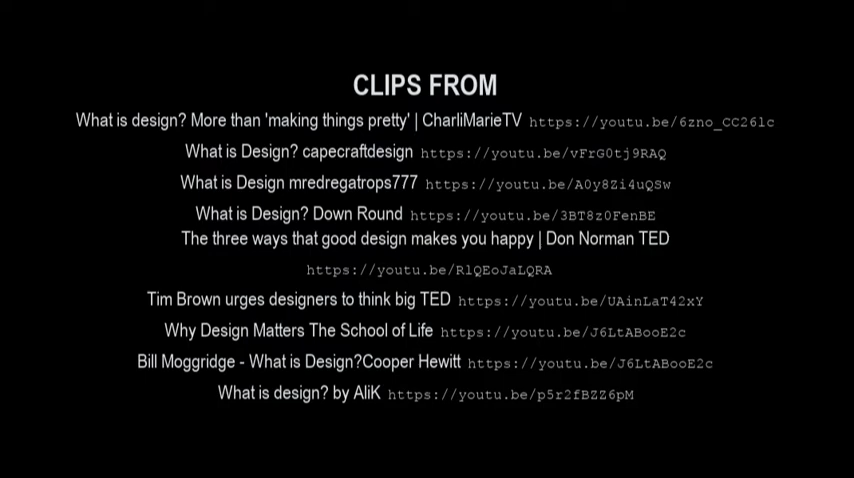 CLIPS FROM
What is design? More than 'making things pretty' | CharliMarieTV https://youtu.be/6zno_CC26lc
What is Design? capecraftdesign https://youtu.be/vFrG0tj9RAQ
What is Design mredregatrops777 https://youtu.be/A0y8Zi4uQSw
What is Design? Down Round https://youtu.be/3BT8z0FenBE
The three ways that good design makes you happy | Don Norman TED
https://youtu.be/RlQEoJaLQRA
Tim Brown urges designers to think big TED https://youtu.be/UAinLaT42xY
Why Design Matters The School of Life https://youtu.be/J6LtABooE2c
Bill Moggridge - What is Design?Cooper Hewitt https://youtu.be/J6LtABooE2c
What is design? by AliK https://youtu.be/p5r2fBZZ6pM